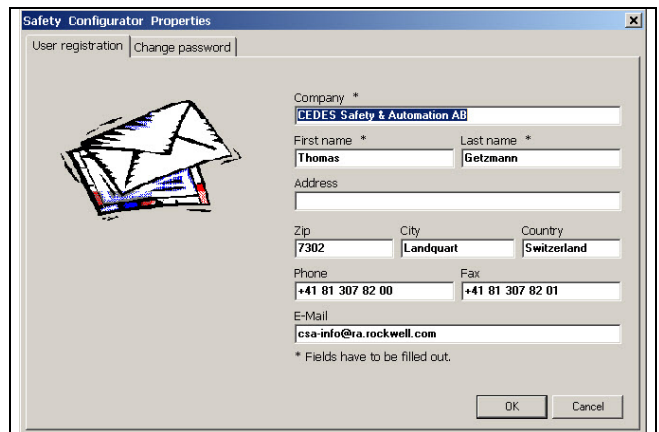 Safety Configurator Properties
User registration Change password
Company *
CEDES Safety & Automation AB
First name * Last name *
Thomas Getzmann
Address
Zip City Country
7302 Landquart Switzerland
Phone Fax
+41 81 307 82 00 +41 81 307 82 01
E-Mail
csa-info@ra.rockwell.com
* Fields have to be filled out.
OK Cancel